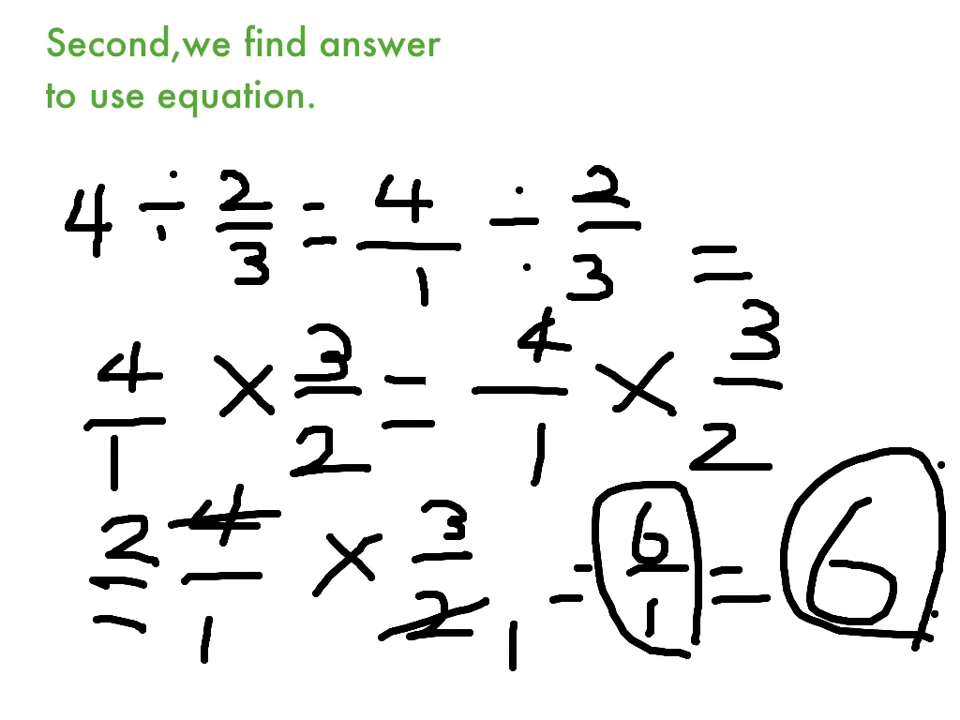 Second,we find answer
to use equation.
4 ÷ 2/3 = 4/1 ÷ 2/3 =
4/1 × 3/2 = 4/1 × 3/2
= 2 4/1 × 3/2 1 = 6/1 = 6